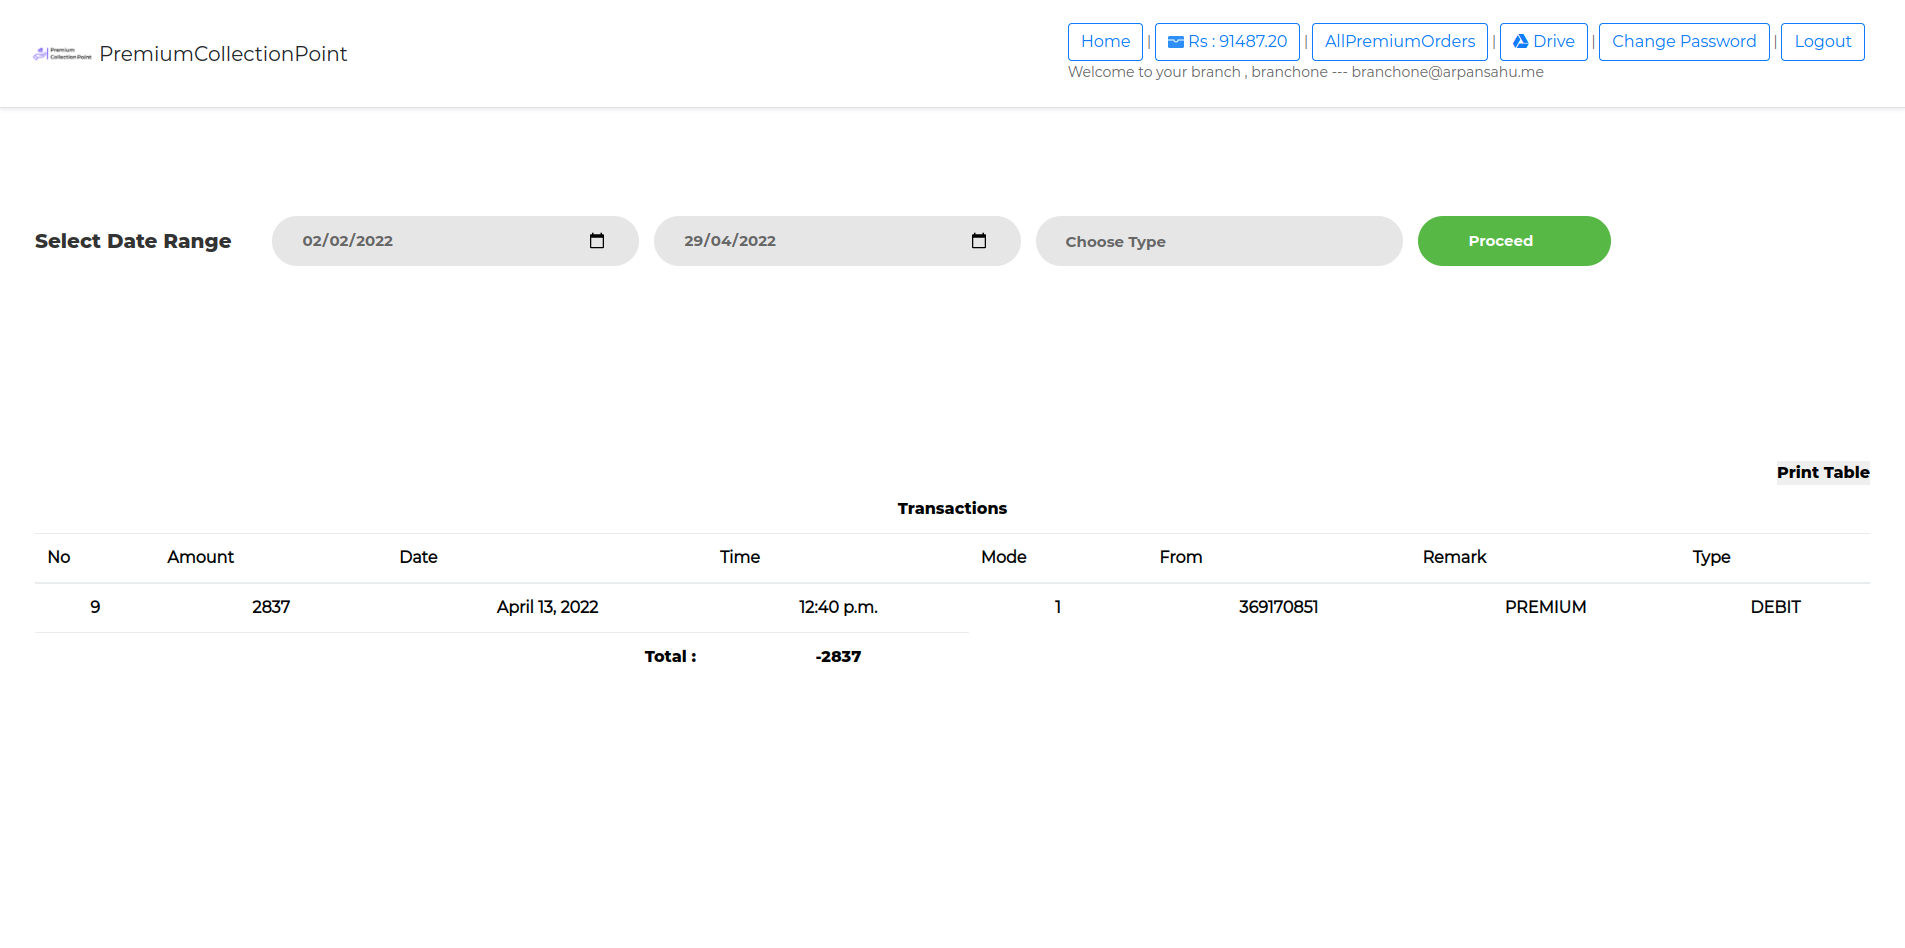 Premium
Collection Point
PremiumCollectionPoint
Home | Rs : 91487.20 | AllPremiumOrders | Drive | Change Password | Logout
Welcome to your branch , branchone --- branchone@arpansahu.me
Select Date Range 02/02/2022 29/04/2022 Choose Type Proceed
Print Table
Transactions
No Amount Date Time Mode From Remark Type
9 2837 April 13, 2022 12:40 p.m. 1 369170851 PREMIUM DEBIT
Total : -2837